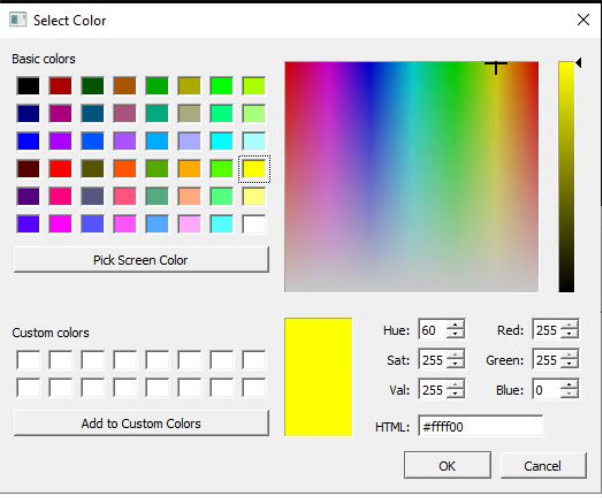 Select Color
Basic colors
Pick Screen Color
Custom colors
Add to Custom Colors
Hue: 60 Red: 255
Sat: 255 Green: 255
Val: 255 Blue: 0
HTML: #ffff00
OK Cancel